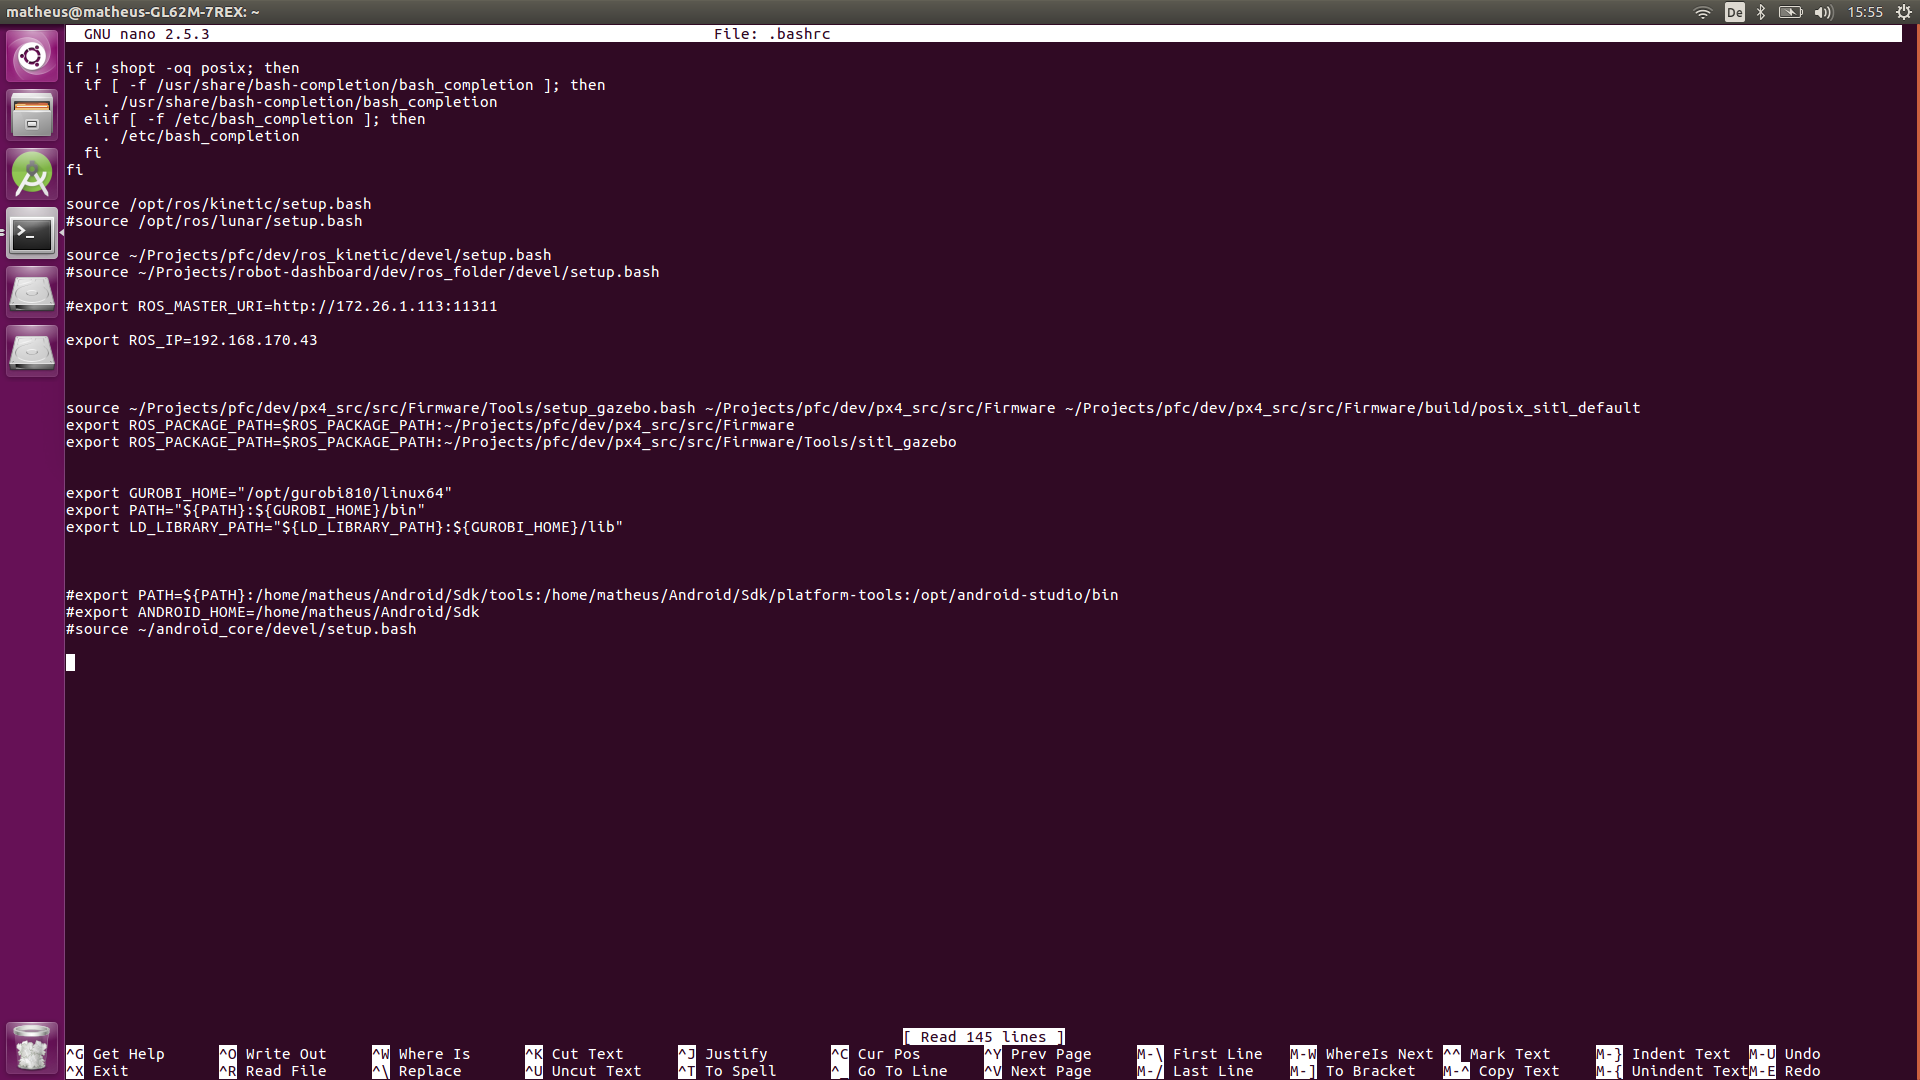 matheus@matheus-GL62M-7REX: ~
De
15:55
GNU nano 2.5.3 File: .bashrc
if ! shopt -oq posix; then
  if [ -f /usr/share/bash-completion/bash_completion ]; then
    . /usr/share/bash-completion/bash_completion
  elif [ -f /etc/bash_completion ]; then
    . /etc/bash_completion
  fi
fi
source /opt/ros/kinetic/setup.bash
#source /opt/ros/lunar/setup.bash
source ~/Projects/pfc/dev/ros_kinetic/devel/setup.bash
#source ~/Projects/robot-dashboard/dev/ros_folder/devel/setup.bash
#export ROS_MASTER_URI=http://172.26.1.113:11311
export ROS_IP=192.168.170.43
source ~/Projects/pfc/dev/px4_src/src/Firmware/Tools/setup_gazebo.bash ~/Projects/pfc/dev/px4_src/src/Firmware ~/Projects/pfc/dev/px4_src/src/Firmware/build/posix_sitl_default
export ROS_PACKAGE_PATH=$ROS_PACKAGE_PATH:~/Projects/pfc/dev/px4_src/src/Firmware
export ROS_PACKAGE_PATH=$ROS_PACKAGE_PATH:~/Projects/pfc/dev/px4_src/src/Firmware/Tools/sitl_gazebo
export GUROBI_HOME="/opt/gurobi810/linux64"
export PATH="${PATH}:${GUROBI_HOME}/bin"
export LD_LIBRARY_PATH="${LD_LIBRARY_PATH}:${GUROBI_HOME}/lib"
#export PATH=${PATH}:/home/matheus/Android/Sdk/tools:/home/matheus/Android/Sdk/platform-tools:/opt/android-studio/bin
#export ANDROID_HOME=/home/matheus/Android/Sdk
#source ~/android_core/devel/setup.bash
[ Read 145 lines ]
^G Get Help ^O Write Out ^W Where Is ^K Cut Text ^J Justify ^C Cur Pos ^Y Prev Page M-\ First Line M-W WhereIs Next ^^ Mark Text M-} Indent Text M-U Undo
^X Exit ^R Read File ^\ Replace ^U Uncut Text ^T To Spell ^_ Go To Line ^V Next Page M-/ Last Line M-] To Bracket M-^ Copy Text M-{ Unindent Text M-E Redo